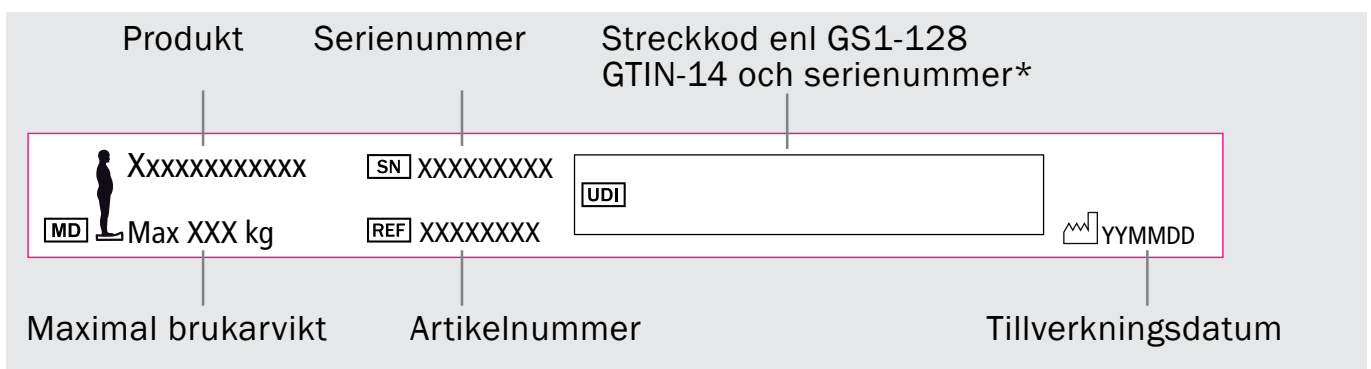 Produkt
Serienummer
Streckkod enl GS1-128
GTIN-14 och serienummer*
Xxxxxxxxxxxx
SN XXXXXXXXX
UDI
MD
Max XXX kg
REF XXXXXXXX
YYMMDD
Maximal brukarvikt
Artikelnummer
Tillverkningsdatum